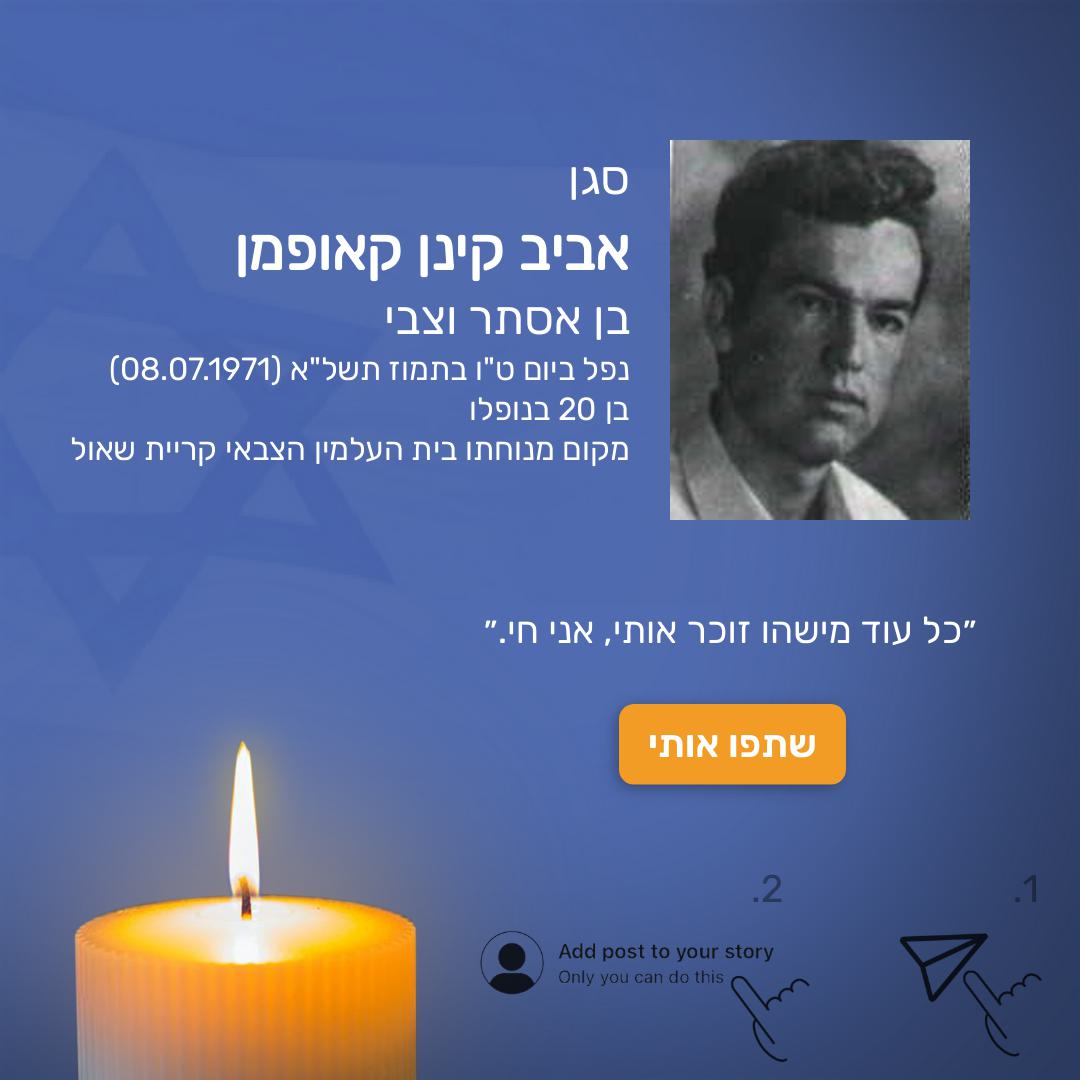 סגן
אביב קינן קאופמן
בן אסתר וצבי
נפל ביום ט"ו בתמוז תשל"א (08.07.1971)
בן 20 בנופלו
מקום מנוחתו בית העלמין הצבאי קריית שאול
״כל עוד מישהו זוכר אותי, אני חי.״
שתפו אותי
1.
2.
Add post to your story
Only you can do this